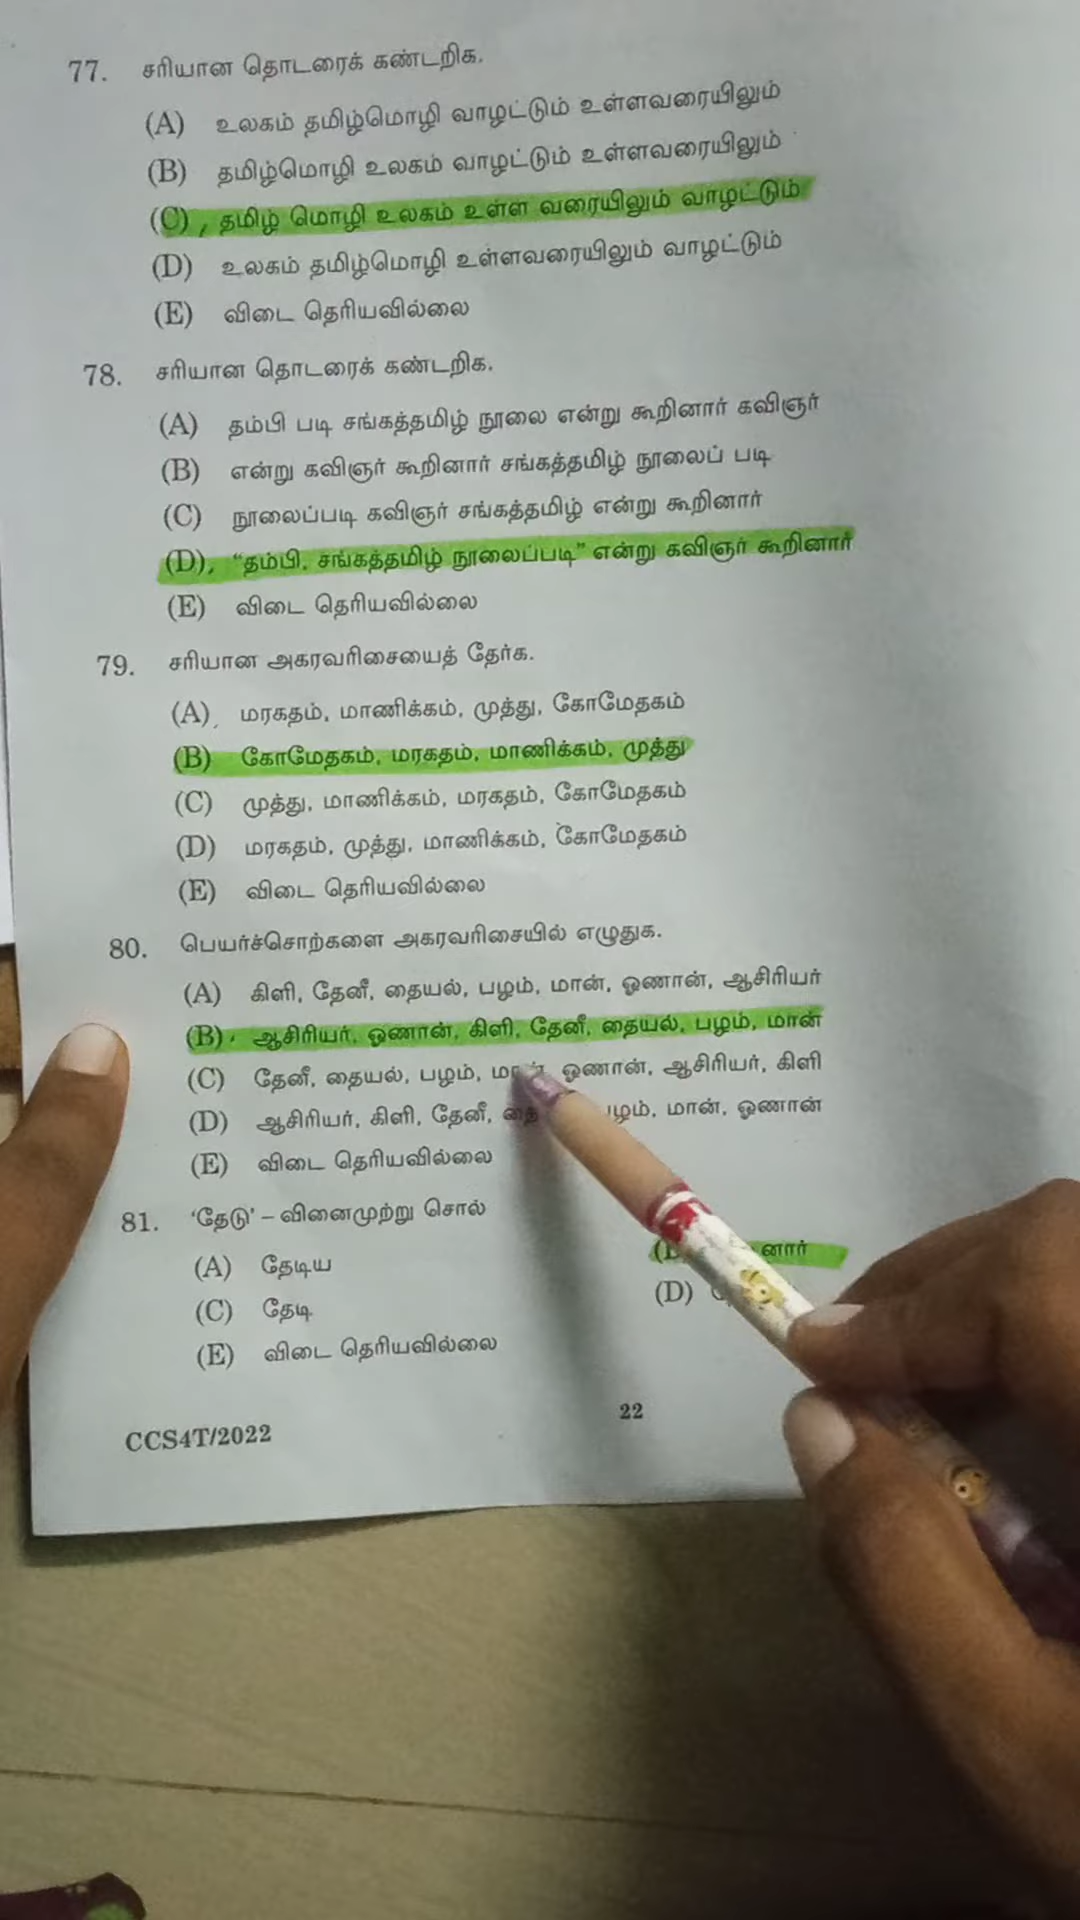 77. சரியான தொடரைக் கண்டறிக.
(A) உலகம் தமிழ்மொழி வாழட்டும் உள்ளவரையிலும்
(B) தமிழ்மொழி உலகம் வாழட்டும் உள்ளவரையிலும்
(C) தமிழ் மொழி உலகம் உள்ள வரையிலும் வாழட்டும்
(D) உலகம் தமிழ்மொழி உள்ளவரையிலும் வாழட்டும்
(E) விடை தெரியவில்லை
78. சரியான தொடரைக் கண்டறிக.
(A) தம்பி படி சங்கத்தமிழ் நூலை என்று கூறினார் கவிஞர்
(B) என்று கவிஞர் கூறினார் சங்கத்தமிழ் நூலைப் படி
(C) நூலைப்படி கவிஞர் சங்கத்தமிழ் என்று கூறினார்
(D) “தம்பி, சங்கத்தமிழ் நூலைப்படி” என்று கவிஞர் கூறினார்
(E) விடை தெரியவில்லை
79. சரியான அகரவரிசையைத் தேர்க.
(A) மரகதம், மாணிக்கம், முத்து, கோமேதகம்
(B) கோமேதகம், மரகதம், மாணிக்கம், முத்து
(C) முத்து, மாணிக்கம், மரகதம், கோமேதகம்
(D) மரகதம், முத்து, மாணிக்கம், கோமேதகம்
(E) விடை தெரியவில்லை
80. பெயர்ச்சொற்களை அகரவரிசையில் எழுதுக.
(A) கிளி, தேனீ, தையல், பழம், மான், ஓணான், ஆசிரியர்
(B) ஆசிரியர், ஓணான், கிளி, தேனீ, தையல், பழம், மான்
(C) தேனீ, தையல், பழம், ஓணான், ஆசிரியர், கிளி
(D) ஆசிரியர், கிளி, தேனீ, மான், ஓணான்
(E) விடை தெரியவில்லை
81. ‘தேடு’ – வினைமுற்று சொல்
(A) தேடிய
(C) தேடி (D)
(E) விடை தெரியவில்லை
CCS4T/2022 22